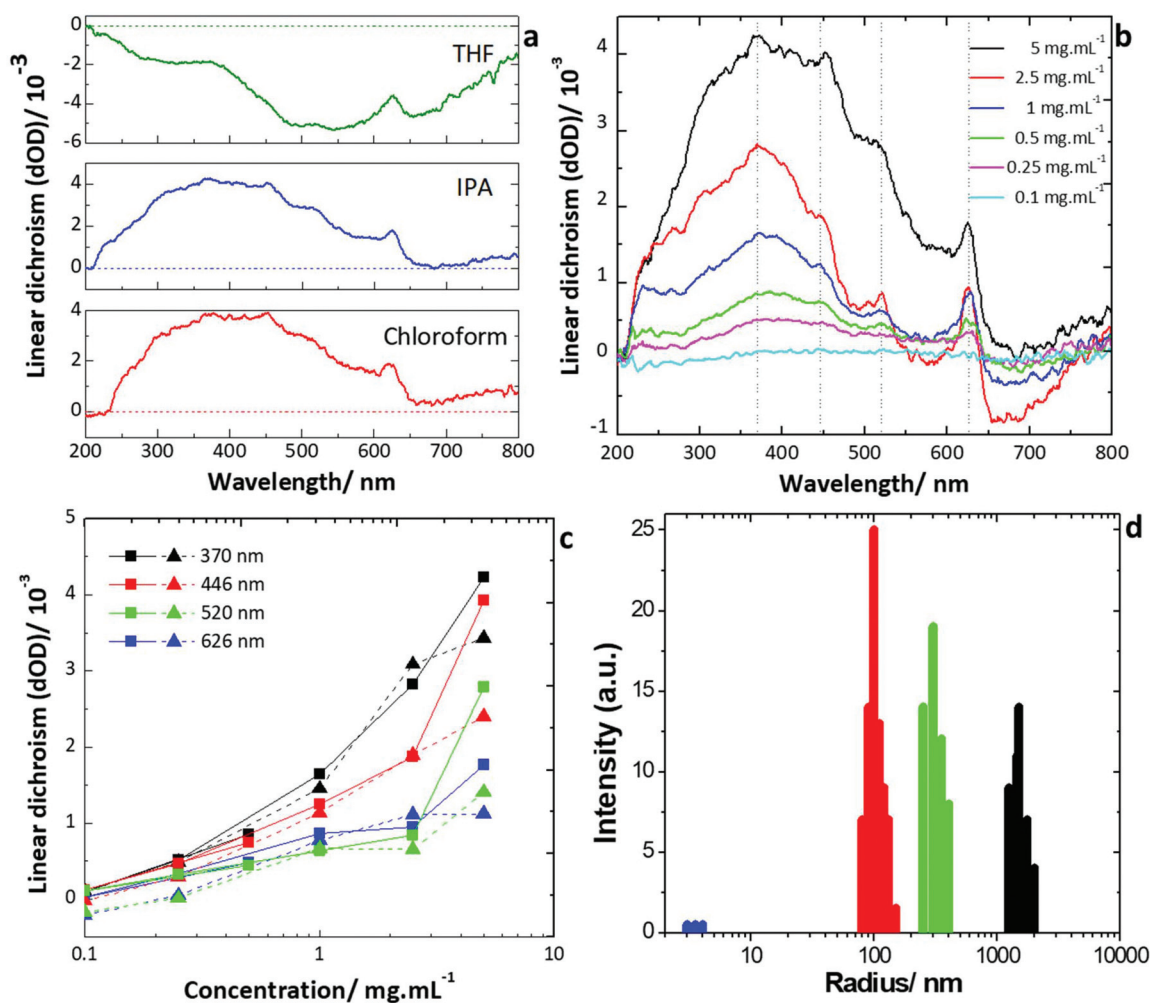 a
THF
0
-2
-4
-6
IPA
4
2
0
Chloroform
4
2
0
200 300 400 500 600 700 800
Wavelength/ nm
Linear dichroism (dOD)/ 10⁻³
b
5 mg.mL⁻¹
2.5 mg.mL⁻¹
1 mg.mL⁻¹
0.5 mg.mL⁻¹
0.25 mg.mL⁻¹
0.1 mg.mL⁻¹
4
3
2
1
0
-1
200 300 400 500 600 700 800
Wavelength/ nm
Linear dichroism (dOD)/ 10⁻³
c
370 nm
446 nm
520 nm
626 nm
5
4
3
2
1
0
0.1 1 10
Concentration/ mg.mL⁻¹
Linear dichroism (dOD)/ 10⁻³
d
25
20
15
10
5
0
10 100 1000 10000
Radius/ nm
Intensity (a.u.)